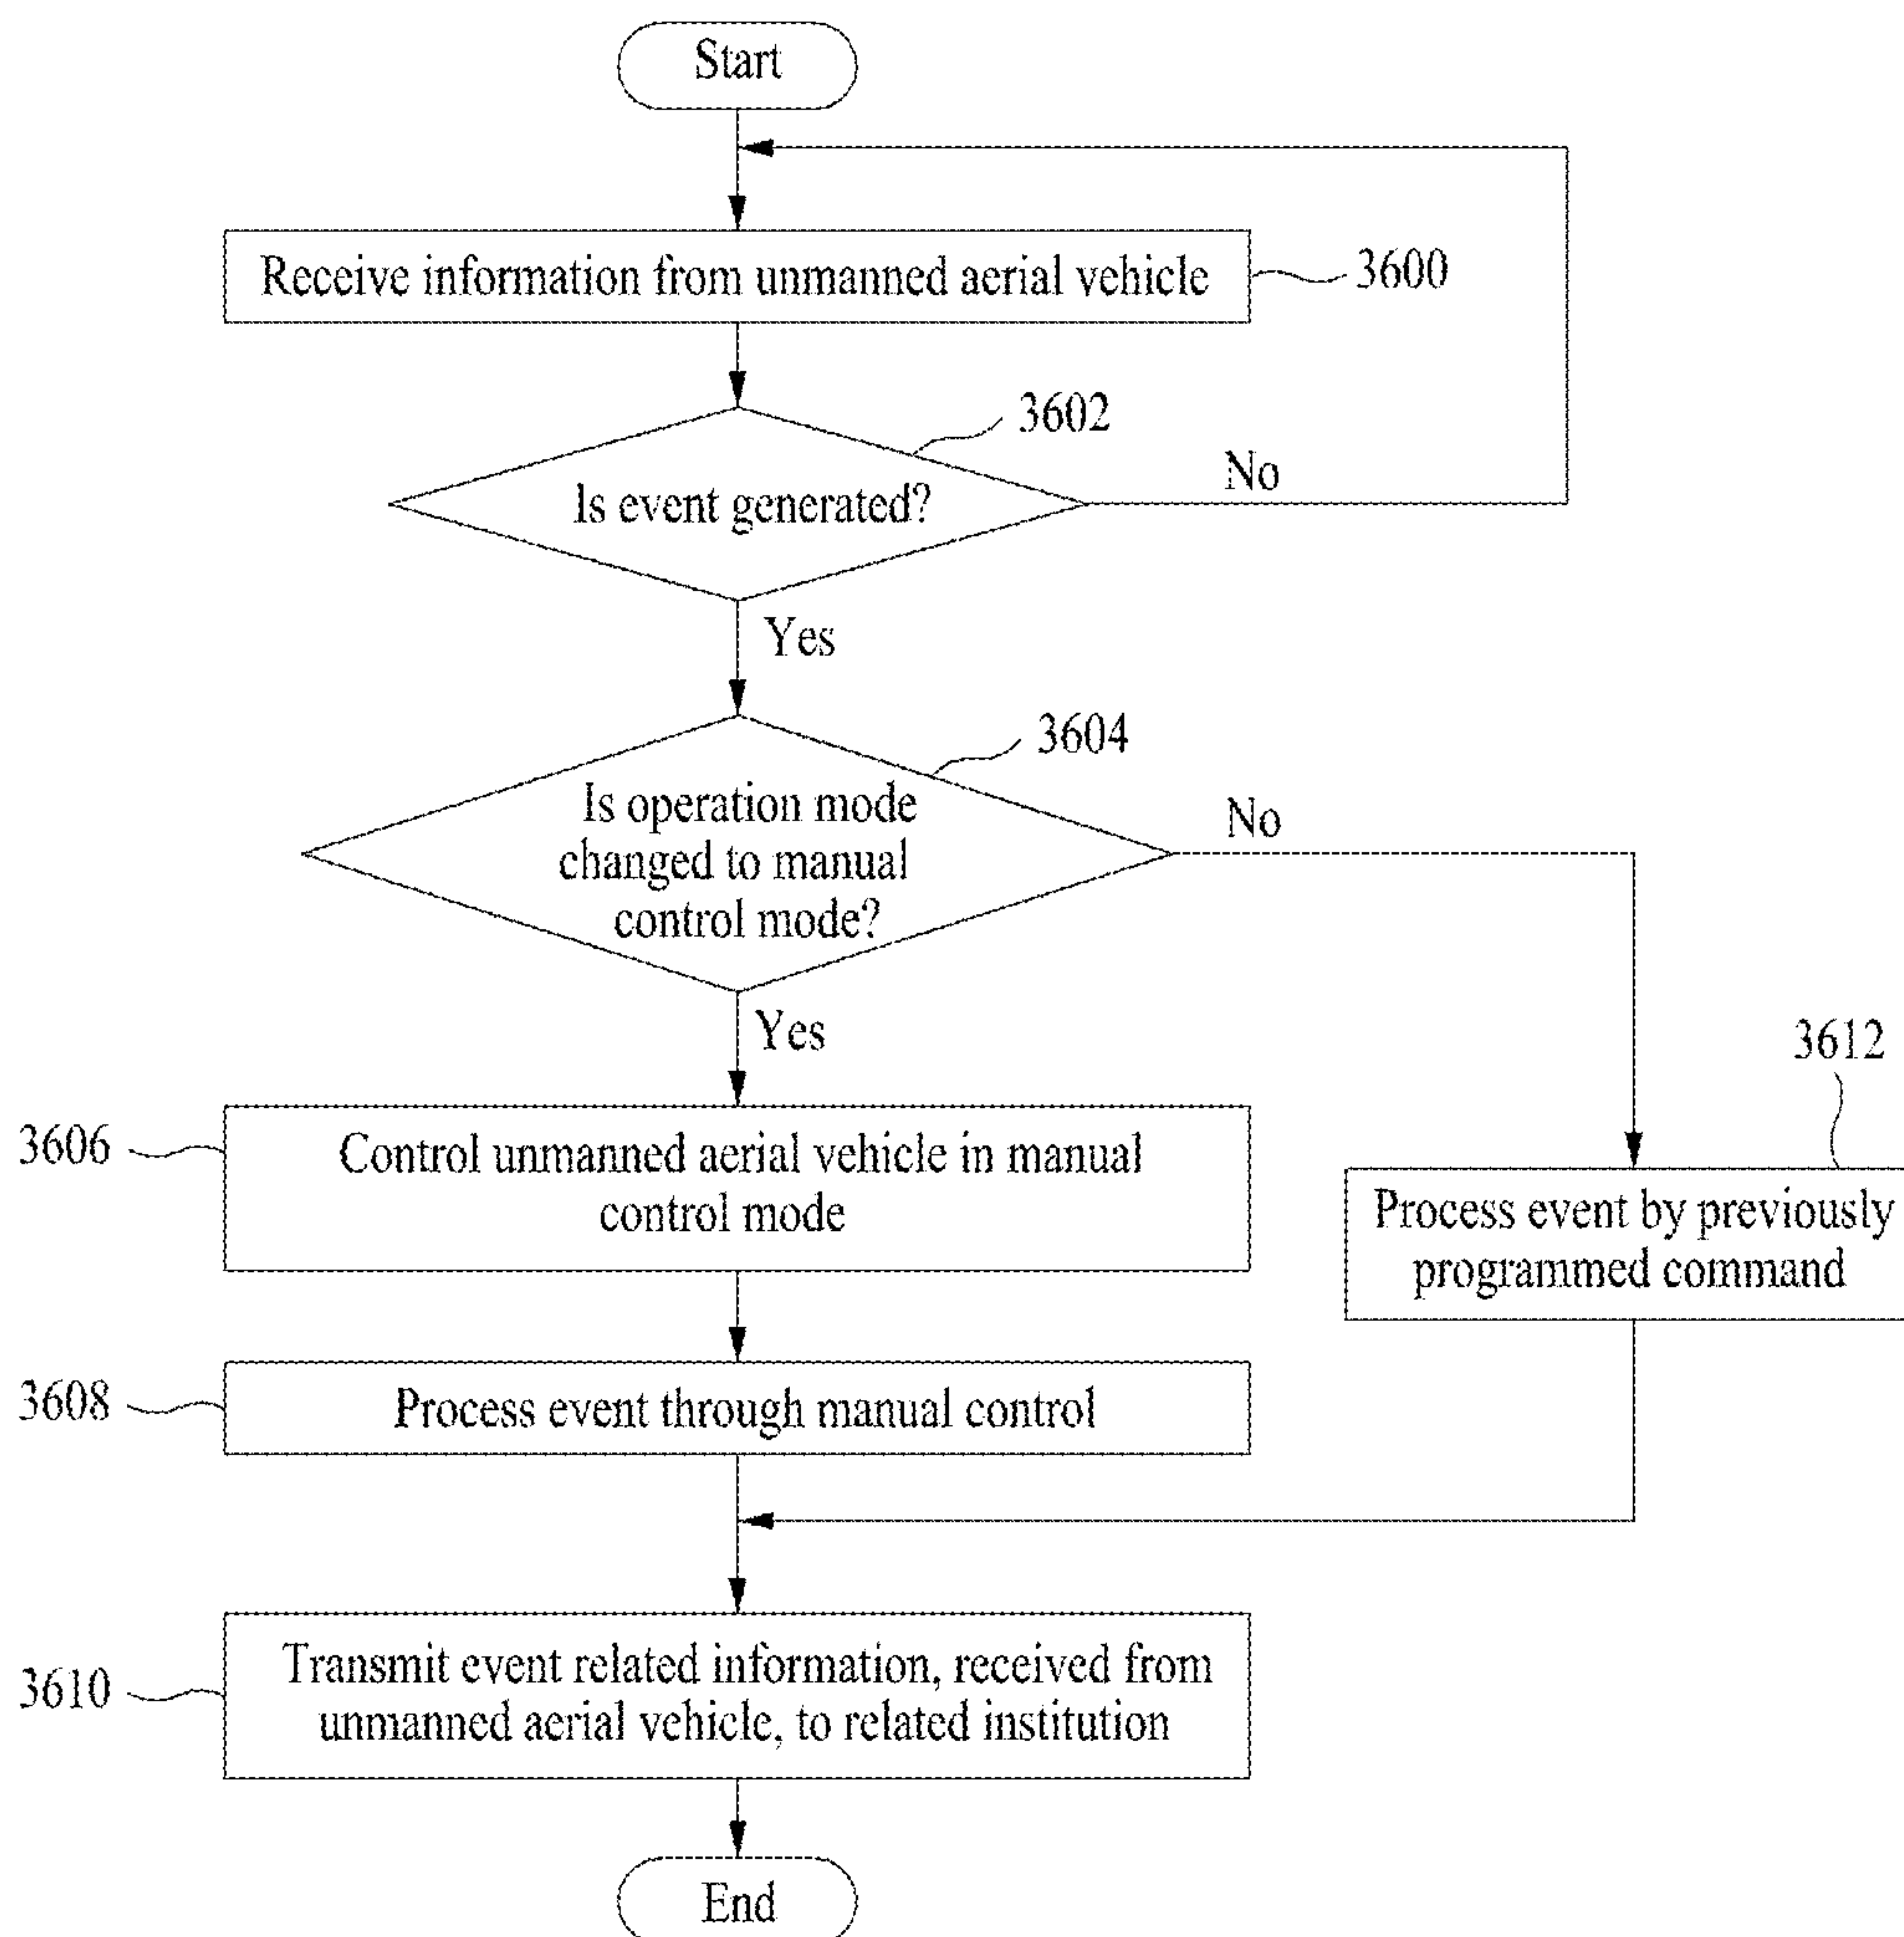 Start
Receive information from unmanned aerial vehicle
3600
3602
Is event generated?
No
Yes
3604
Is operation mode
changed to manual
control mode?
No
Yes
3606
Control unmanned aerial vehicle in manual
control mode
3612
Process event by previously
programmed command
3608
Process event through manual control
3610
Transmit event related information, received from
unmanned aerial vehicle, to related institution
End